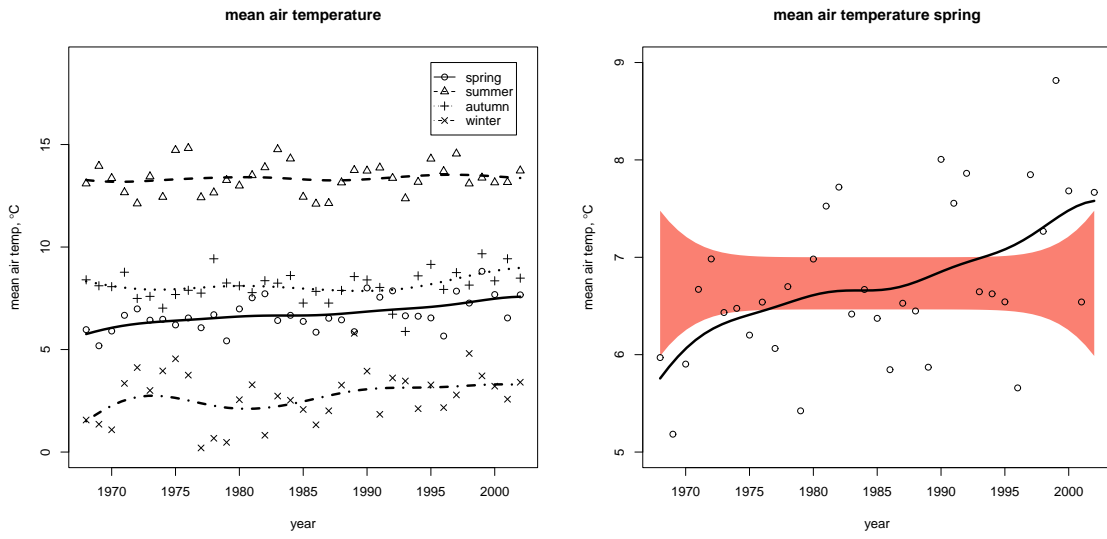 mean air temperature
mean air temp, °C
0
5
10
15
spring
summer
autumn
winter
1970 1975 1980 1985 1990 1995 2000
year
mean air temperature spring
mean air temp, °C
5
6
7
8
9
1970 1975 1980 1985 1990 1995 2000
year